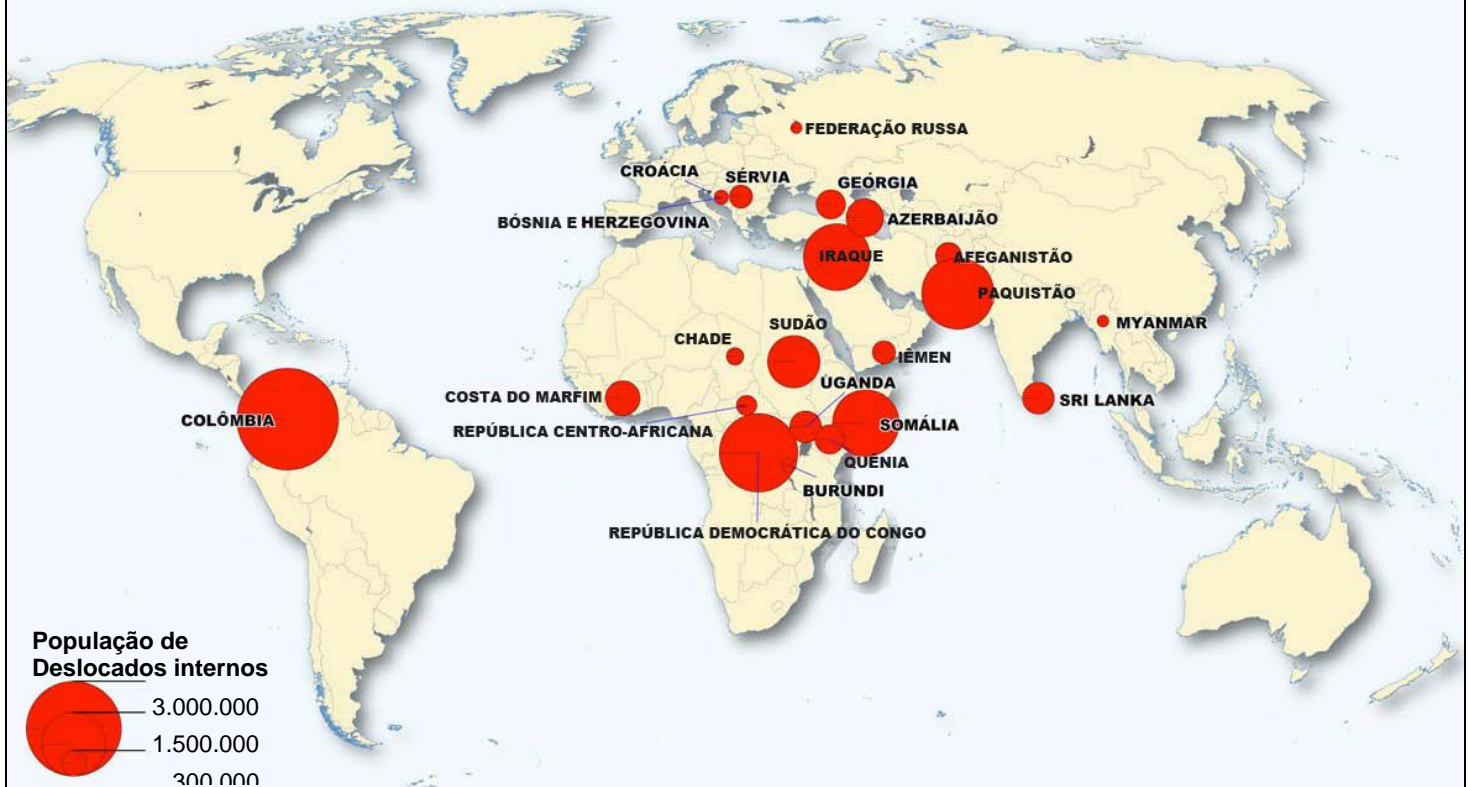 FEDERAÇÃO RUSSA
CROÁCIA
SÉRVIA
GEÓRGIA
BÓSNIA E HERZEGOVINA
AZERBAIJÃO
IRAQUE
AFEGANISTÃO
PAQUISTÃO
SUDÃO
MYANMAR
CHADE
IÊMEN
UGANDA
COSTA DO MARFIM
SRI LANKA
COLÔMBIA
REPÚBLICA CENTRO-AFRICANA
SOMÁLIA
QUÊNIA
BURUNDI
REPÚBLICA DEMOCRÁTICA DO CONGO
População de
Deslocados internos
3.000.000
1.500.000
300.000